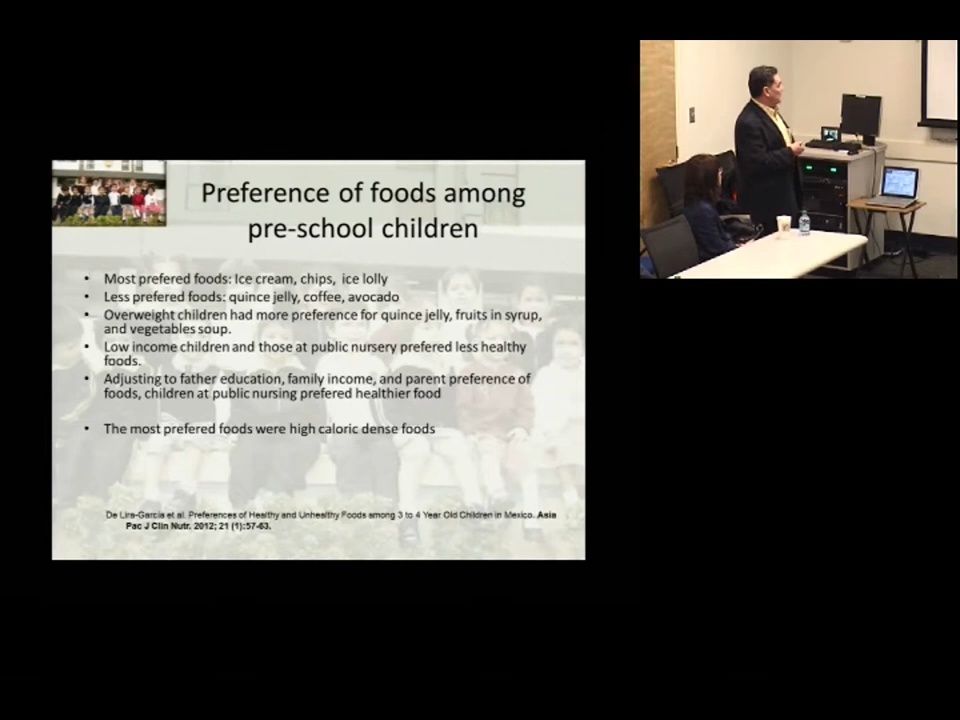 Preference of foods among
pre-school children
• Most prefered foods: Ice cream, chips, ice lolly
• Less prefered foods: quince jelly, coffee, avocado
• Overweight children had more preference for quince jelly, fruits in syrup,
and vegetables soup.
• Low income children and those at public nursery prefered less healthy
foods.
• Adjusting to father education, family income, and parent preference of
foods, children at public nursing prefered healthier food
• The most prefered foods were high caloric dense foods
De Lira-Garcia et al. Preferences of Healthy and Unhealthy Foods among 3 to 4 Year Old Children in Mexico. Asia
Pac J Clin Nutr. 2012; 21 (1):57-63.